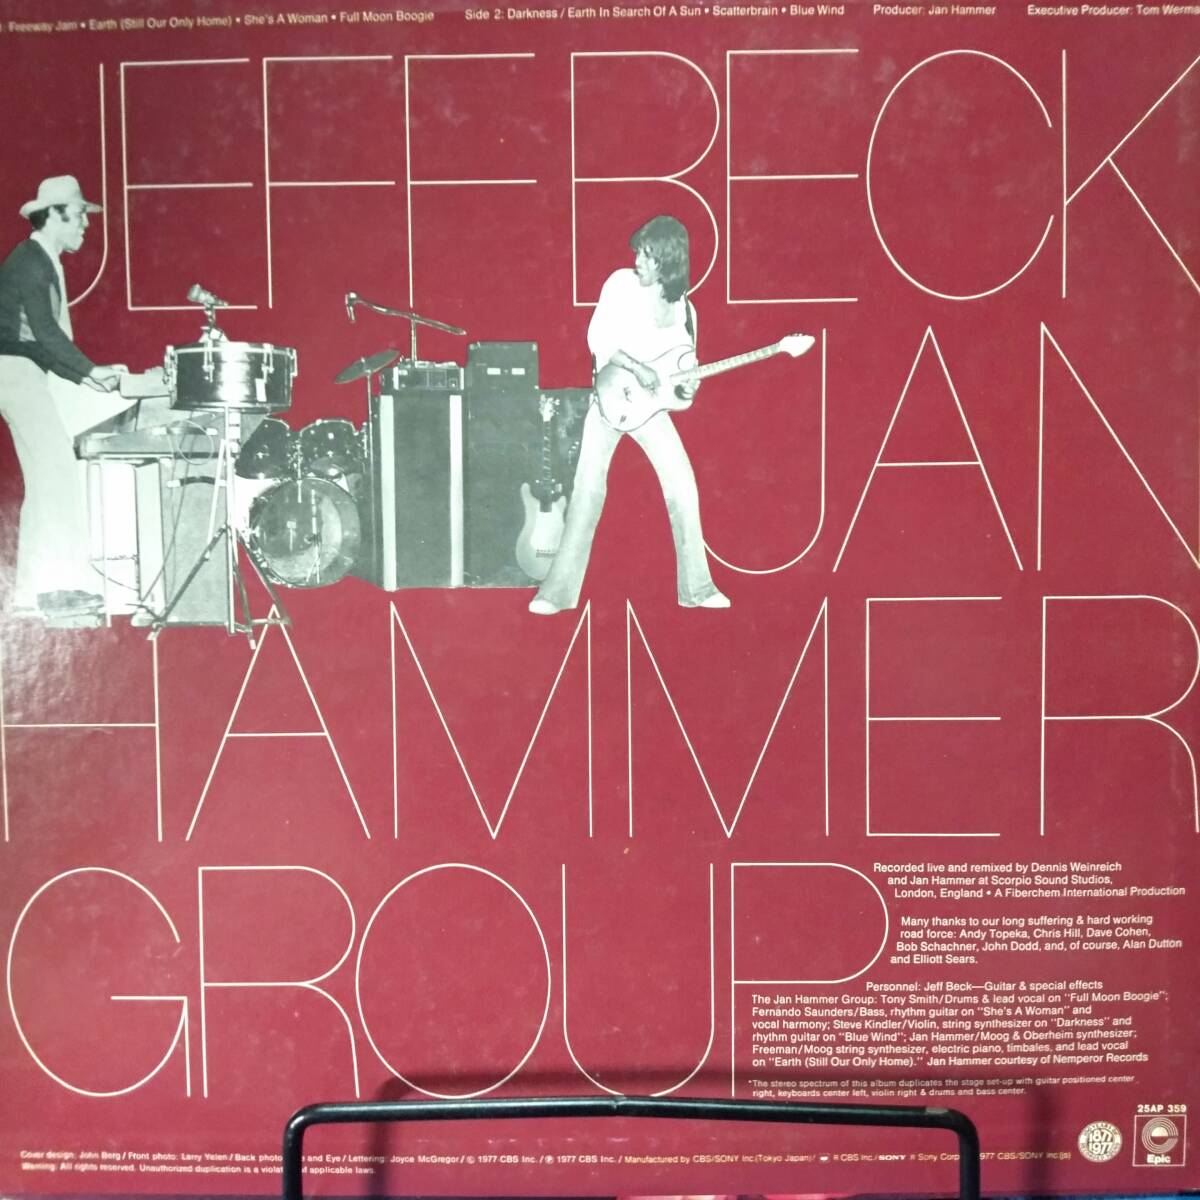 : Freeway Jam • Earth (Still Our Only Home) • She's A Woman • Full Moon Boogie Side 2: Darkness / Earth In Search Of A Sun • Scatterbrain • Blue Wind Producer: Jan Hammer Executive Producer: Tom Werma
JEFF BECK
JAN
HAMMER
GROUP
Recorded live and remixed by Dennis Weinreich
and Jan Hammer at Scorpio Sound Studios,
London, England • A Fiberchem International Production
Many thanks to our long suffering & hard working
road force: Andy Topeka, Chris Hill, Dave Cohen,
Bob Schachner, John Dodd, and, of course, Alan Dutton
and Elliott Sears.
Personnel: Jeff Beck—Guitar & special effects
The Jan Hammer Group: Tony Smith/Drums & lead vocal on "Full Moon Boogie";
Fernando Saunders/Bass, rhythm guitar on "She's A Woman" and
vocal harmony; Steve Kindler/Violin, string synthesizer on "Darkness" and
rhythm guitar on "Blue Wind"; Jan Hammer/Moog & Oberheim synthesizer;
Freeman/Moog string synthesizer, electric piano, timbales, and lead vocal
on "Earth (Still Our Only Home)." Jan Hammer courtesy of Nemperor Records
*The stereo spectrum of this album duplicates the stage set-up with guitar positioned center
right, keyboards center left, violin right & drums and bass center.
25AP 359
1877 1977
Epic
Cover design: John Berg / Front photo: Larry Yelen / Back photo and Eye / Lettering: Joyce McGregor / © 1977 CBS Inc. / ℗ 1977 CBS Inc. / Manufactured by CBS/SONY Inc. (Tokyo Japan) / CBS Inc. / SONY Sony Corp 977 CBS/SONY Inc.
Warning: All rights reserved. Unauthorized duplication is a violat f applicable laws.